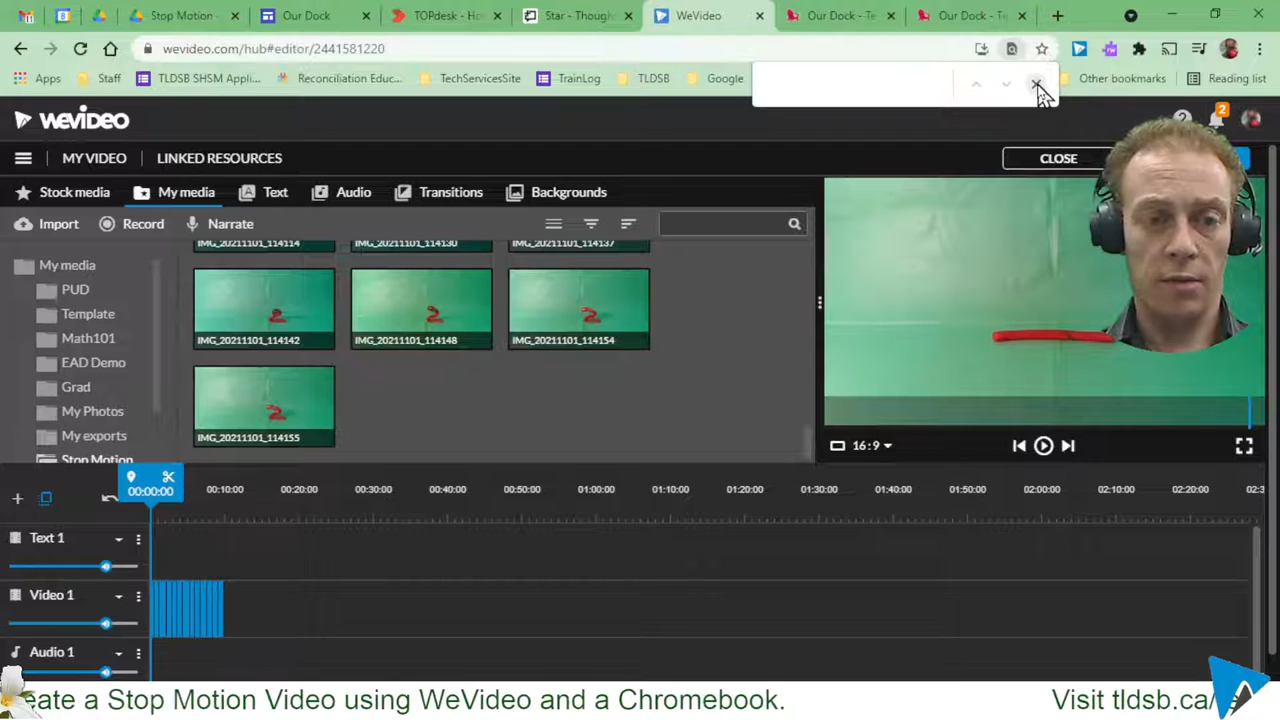 Stop Motion -
Our Dock
TOPdesk - Ho
Star - Though
WeVideo
Our Dock - Te
Our Dock - Te
wevideo.com/hub#editor/2441581220
Apps
Staff
TLDSB SHSM Appli...
Reconciliation Educ...
TechServicesSite
TrainLog
TLDSB
Google
Other bookmarks
Reading list
WEVIDEO
2
MY VIDEO
LINKED RESOURCES
CLOSE
Stock media
My media
Text
Audio
Transitions
Backgrounds
Import
Record
Narrate
My media
PUD
Template
Math101
EAD Demo
Grad
My Photos
My exports
Stop Motion
IMG_20211101_114114
IMG_20211101_114130
IMG_20211101_114137
IMG_20211101_114142
IMG_20211101_114148
IMG_20211101_114154
IMG_20211101_114155
16:9
00:00:00
00:10:00
00:20:00
00:30:00
00:40:00
00:50:00
01:00:00
01:10:00
01:20:00
01:30:00
01:40:00
01:50:00
02:00:00
02:10:00
02:20:00
02:3
Text 1
Video 1
Audio 1
eate a Stop Motion Video using WeVideo and a Chromebook.
Visit tldsb.ca/